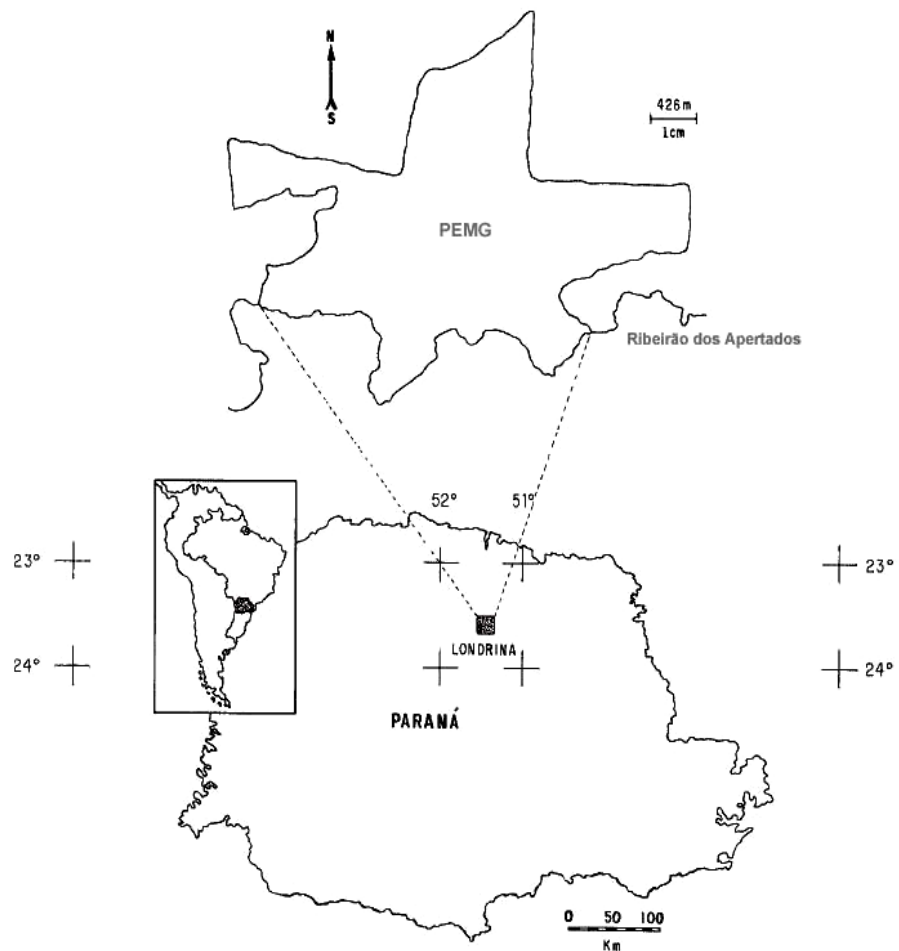 N
S
426m
1cm
PEMG
Ribeirão dos Apertados
52° 51°
23° 23°
LONDRINA
24° 24°
PARANÁ
0 50 100
Km